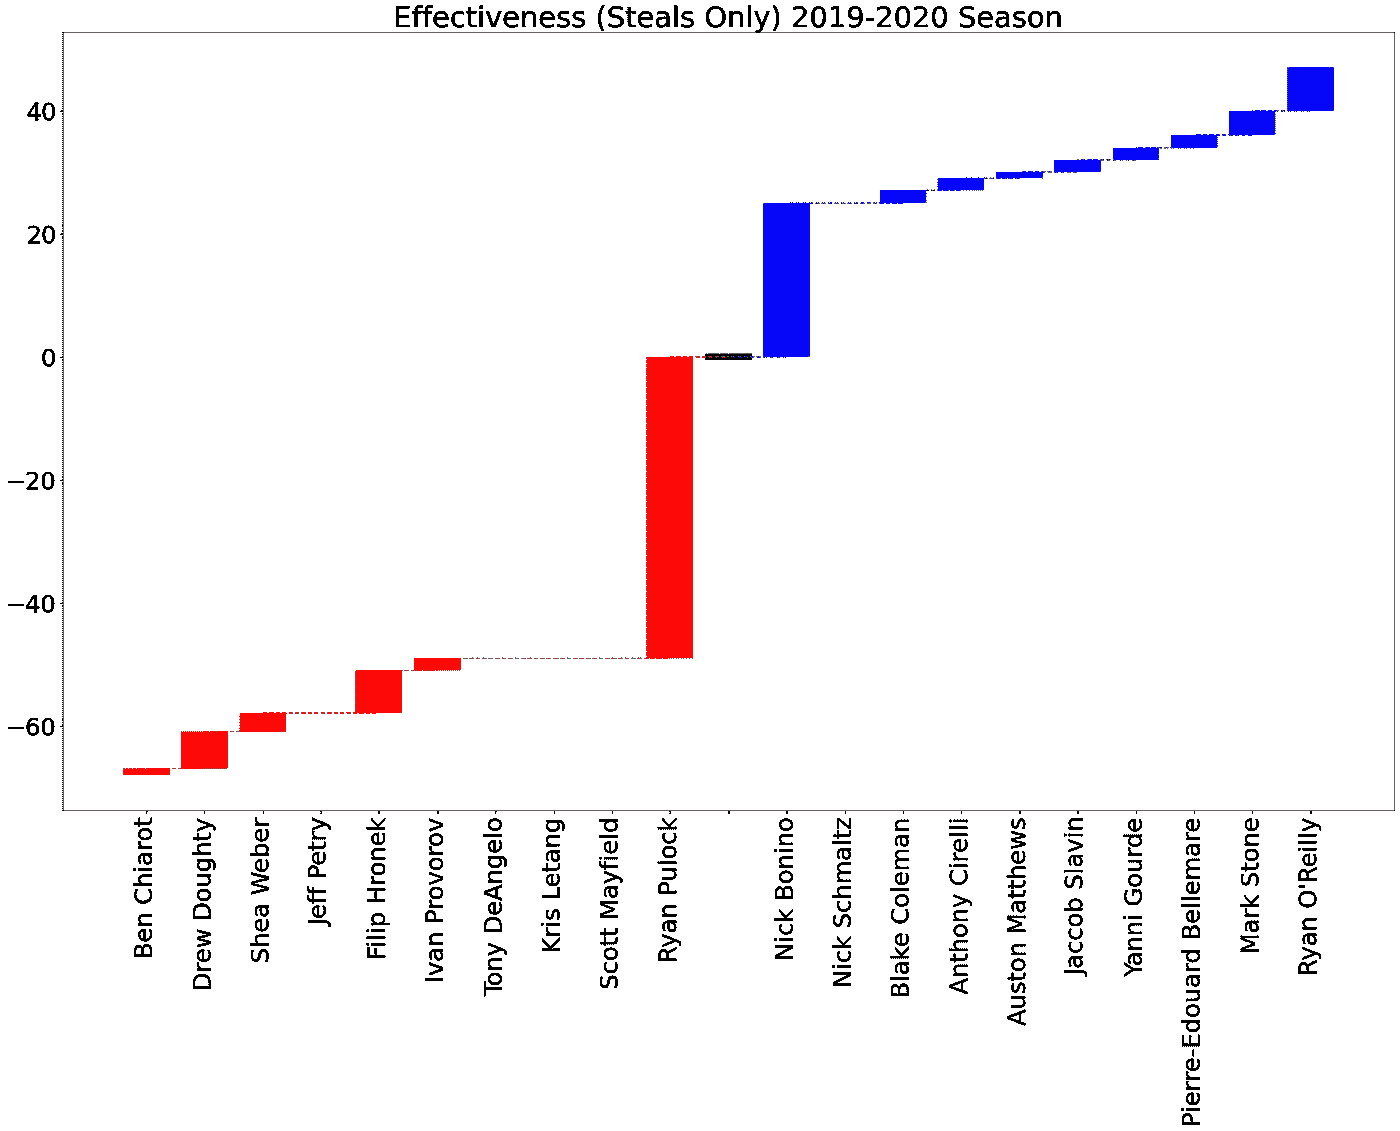 Effectiveness (Steals Only) 2019-2020 Season
40
20
0
−20
−40
−60
Ben Chiarot
Drew Doughty
Shea Weber
Jeff Petry
Filip Hronek
Ivan Provorov
Tony DeAngelo
Kris Letang
Scott Mayfield
Ryan Pulock
Nick Bonino
Nick Schmaltz
Blake Coleman
Anthony Cirelli
Auston Matthews
Jaccob Slavin
Yanni Gourde
Pierre-Edouard Bellemare
Mark Stone
Ryan O'Reilly